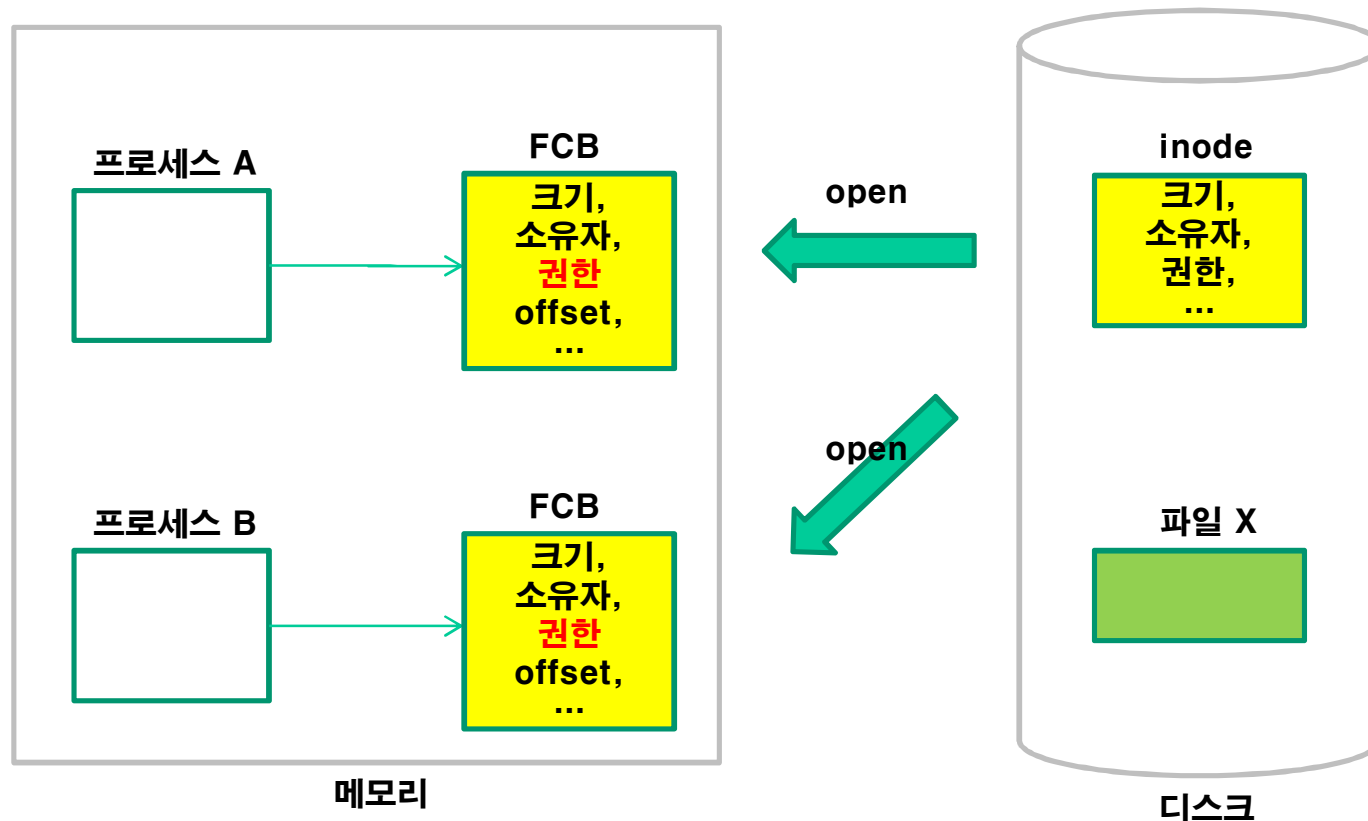 프로세스 A
FCB
크기,
소유자,
권한
offset,
...
open
inode
크기,
소유자,
권한,
...
open
프로세스 B
FCB
크기,
소유자,
권한
offset,
...
파일 X
메모리
디스크